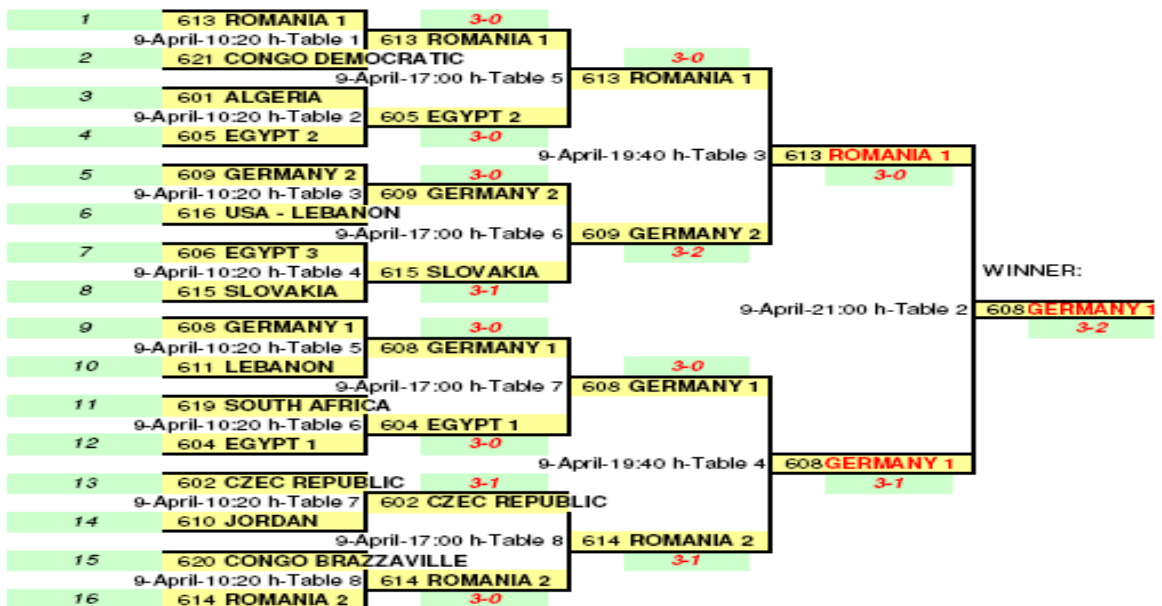 1 613 ROMANIA 1 3-0
9-April-10:20 h-Table 1 613 ROMANIA 1
2 621 CONGO DEMOCRATIC 3-0
9-April-17:00 h-Table 5 613 ROMANIA 1
3 601 ALGERIA
9-April-10:20 h-Table 2 605 EGYPT 2
4 605 EGYPT 2 3-0
9-April-19:40 h-Table 3 613 ROMANIA 1
5 609 GERMANY 2 3-0 3-0
9-April-10:20 h-Table 3 609 GERMANY 2
6 616 USA - LEBANON
9-April-17:00 h-Table 6 609 GERMANY 2
7 606 EGYPT 3 3-2
9-April-10:20 h-Table 4 615 SLOVAKIA WINNER:
8 615 SLOVAKIA 3-1
9-April-21:00 h-Table 2 608 GERMANY 1
9 608 GERMANY 1 3-0 3-2
9-April-10:20 h-Table 5 608 GERMANY 1
10 611 LEBANON 3-0
9-April-17:00 h-Table 7 608 GERMANY 1
11 619 SOUTH AFRICA
9-April-10:20 h-Table 6 604 EGYPT 1
12 604 EGYPT 1 3-0
9-April-19:40 h-Table 4 608 GERMANY 1
13 602 CZEC REPUBLIC 3-1 3-1
9-April-10:20 h-Table 7 602 CZEC REPUBLIC
14 610 JORDAN
9-April-17:00 h-Table 8 614 ROMANIA 2
15 620 CONGO BRAZZAVILLE 3-1
9-April-10:20 h-Table 8 614 ROMANIA 2
16 614 ROMANIA 2 3-0